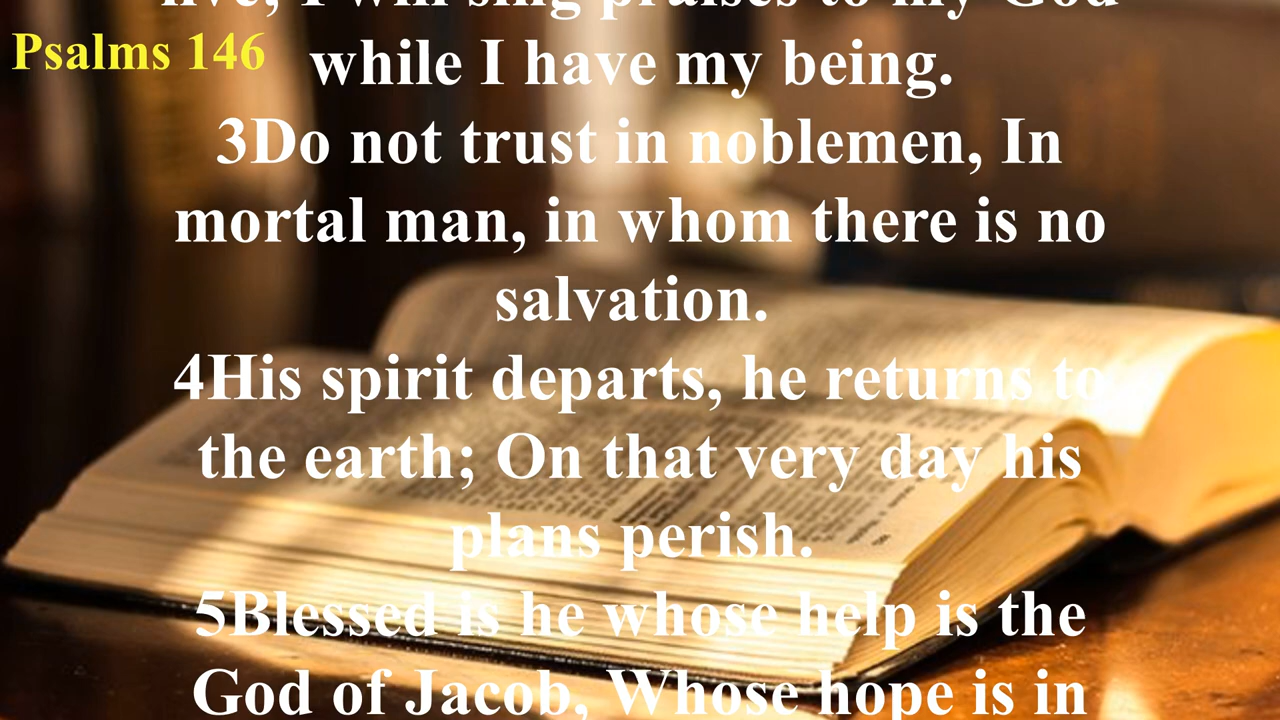 live, I will sing praises to my God
Psalms 146
while I have my being.
3Do not trust in noblemen, In
mortal man, in whom there is no
salvation.
4His spirit departs, he returns to
the earth; On that very day his
plans perish.
5Blessed is he whose help is the
God of Jacob, Whose hope is in